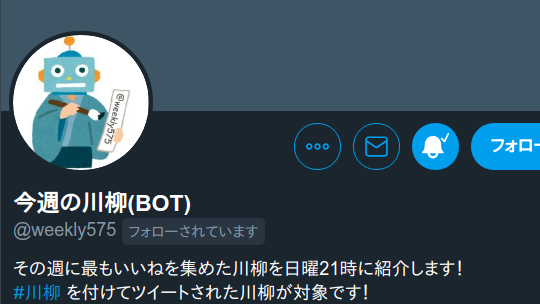 @weekly575
フォロー
今週の川柳(BOT)
@weekly575 フォローされています
その週に最もいいねを集めた川柳を日曜21時に紹介します!
#川柳 を付けてツイートされた川柳が対象です!